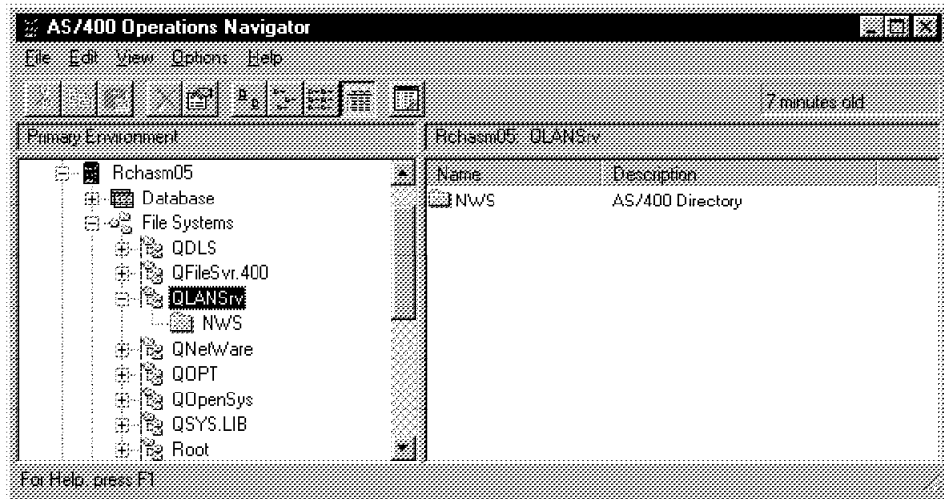 AS/400 Operations Navigator
File Edit View Options Help
7 minutes old
Primary Environment
Rchasm05: QLANSrv
Rchasm05
Database
File Systems
QDLS
QFileSvr.400
QLANSrv
NWS
QNetWare
QOPT
QOpenSys
QSYS.LIB
Root
Name Description
NWS AS/400 Directory
For Help, press F1